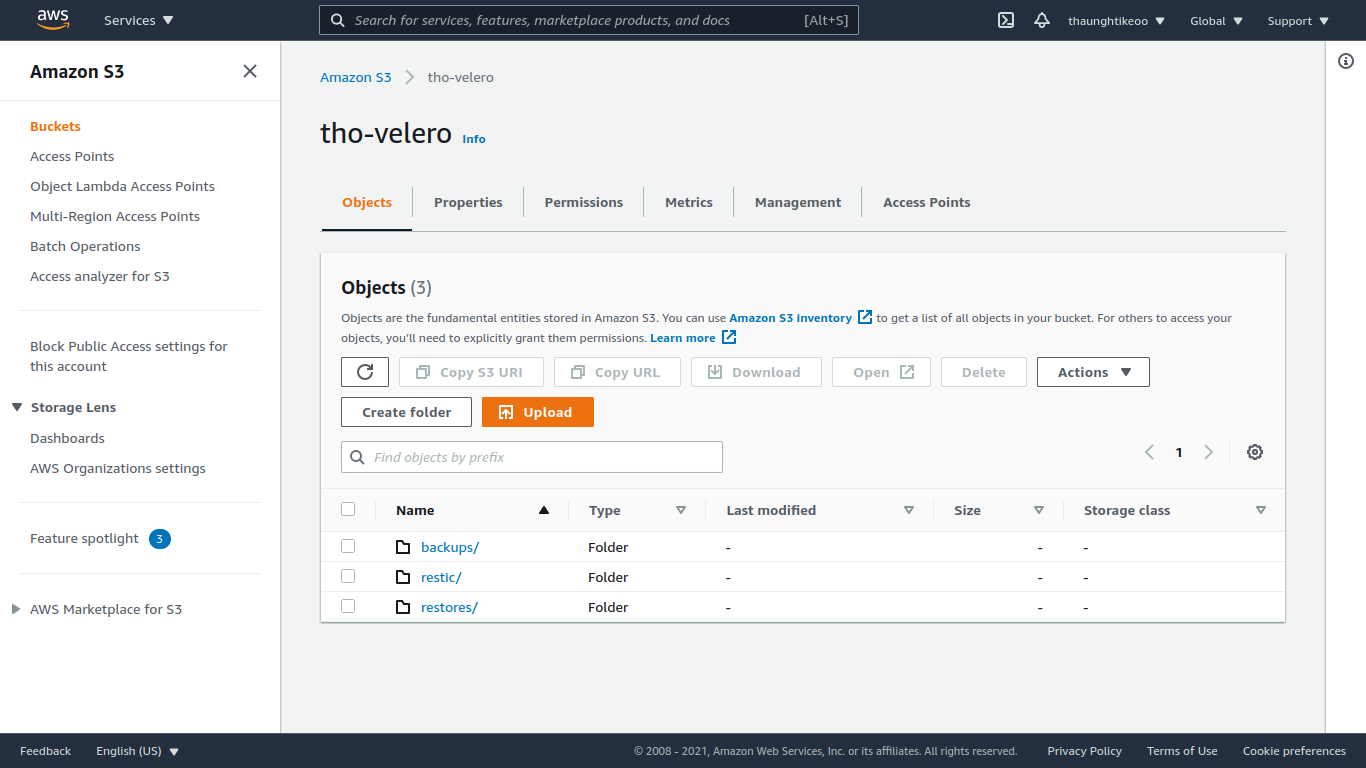 aws Services Search for services, features, marketplace products, and docs [Alt+S] thaunghtikeoo Global Support
Amazon S3
Buckets
Access Points
Object Lambda Access Points
Multi-Region Access Points
Batch Operations
Access analyzer for S3
Block Public Access settings for
this account
Storage Lens
Dashboards
AWS Organizations settings
Feature spotlight 3
AWS Marketplace for S3
Amazon S3 tho-velero
tho-velero Info
Objects Properties Permissions Metrics Management Access Points
Objects (3)
Objects are the fundamental entities stored in Amazon S3. You can use Amazon S3 inventory to get a list of all objects in your bucket. For others to access your
objects, you'll need to explicitly grant them permissions. Learn more
Copy S3 URI Copy URL Download Open Delete Actions
Create folder Upload
Find objects by prefix 1
Name Type Last modified Size Storage class
backups/ Folder - - -
restic/ Folder - - -
restores/ Folder - - -
Feedback English (US) © 2008 - 2021, Amazon Web Services, Inc. or its affiliates. All rights reserved. Privacy Policy Terms of Use Cookie preferences